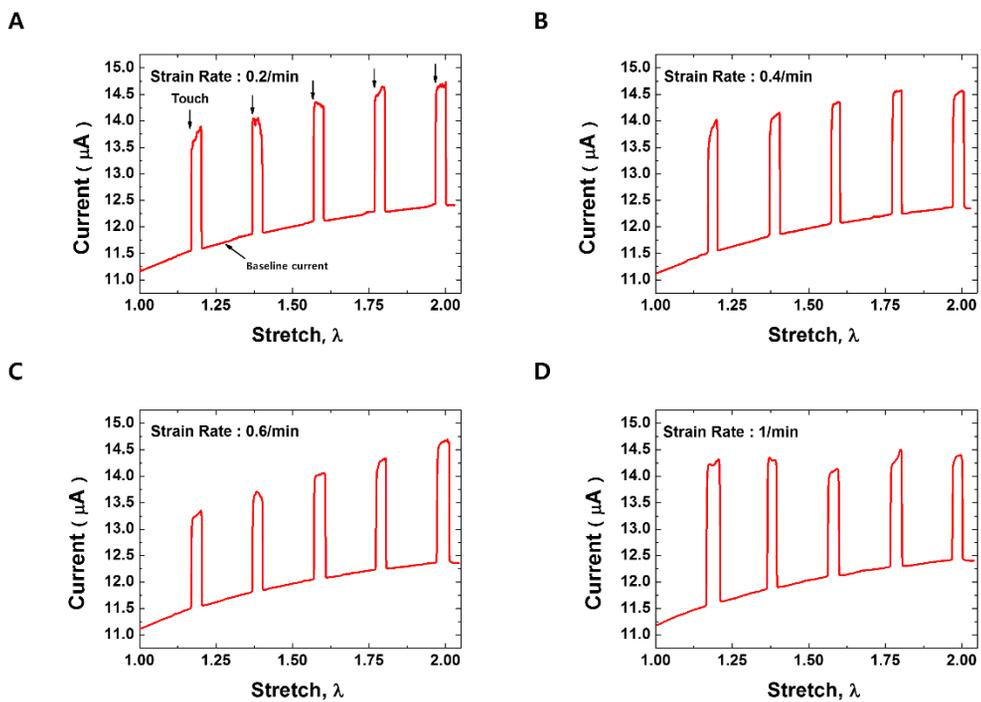 A
Strain Rate : 0.2/min
Touch
Baseline current
Current ( μA )
15.0
14.5
14.0
13.5
13.0
12.5
12.0
11.5
11.0
1.00 1.25 1.50 1.75 2.00
Stretch, λ
B
Strain Rate : 0.4/min
Current ( μA )
15.0
14.5
14.0
13.5
13.0
12.5
12.0
11.5
11.0
1.00 1.25 1.50 1.75 2.00
Stretch, λ
C
Strain Rate : 0.6/min
Current ( μA )
15.0
14.5
14.0
13.5
13.0
12.5
12.0
11.5
11.0
1.00 1.25 1.50 1.75 2.00
Stretch, λ
D
Strain Rate : 1/min
Current ( μA )
15.0
14.5
14.0
13.5
13.0
12.5
12.0
11.5
11.0
1.00 1.25 1.50 1.75 2.00
Stretch, λ